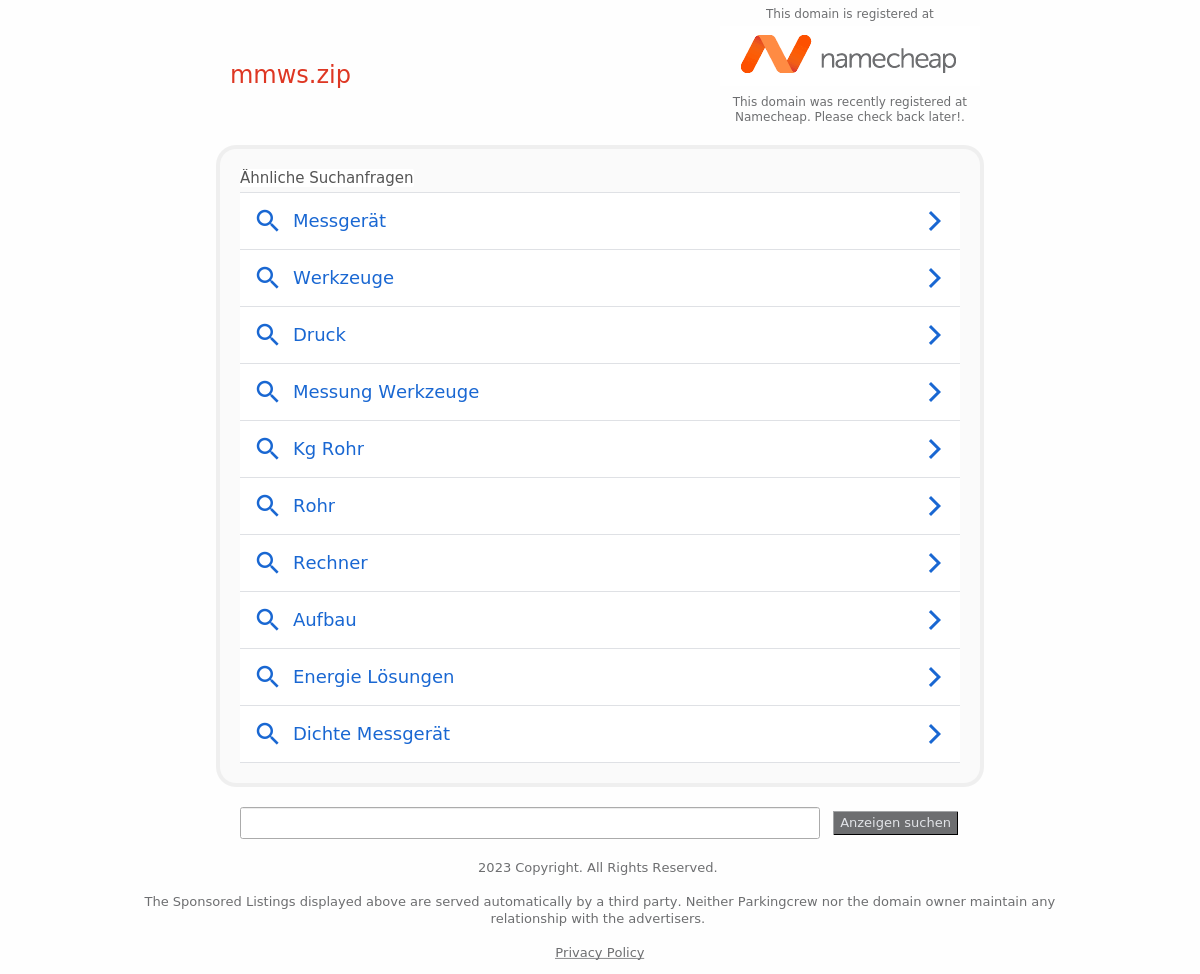 This domain is registered at
namecheap
mmws.zip
This domain was recently registered at
Namecheap. Please check back later!.
Ähnliche Suchanfragen
Messgerät
Werkzeuge
Druck
Messung Werkzeuge
Kg Rohr
Rohr
Rechner
Aufbau
Energie Lösungen
Dichte Messgerät
Anzeigen suchen
2023 Copyright. All Rights Reserved.
The Sponsored Listings displayed above are served automatically by a third party. Neither Parkingcrew nor the domain owner maintain any
relationship with the advertisers.
Privacy Policy